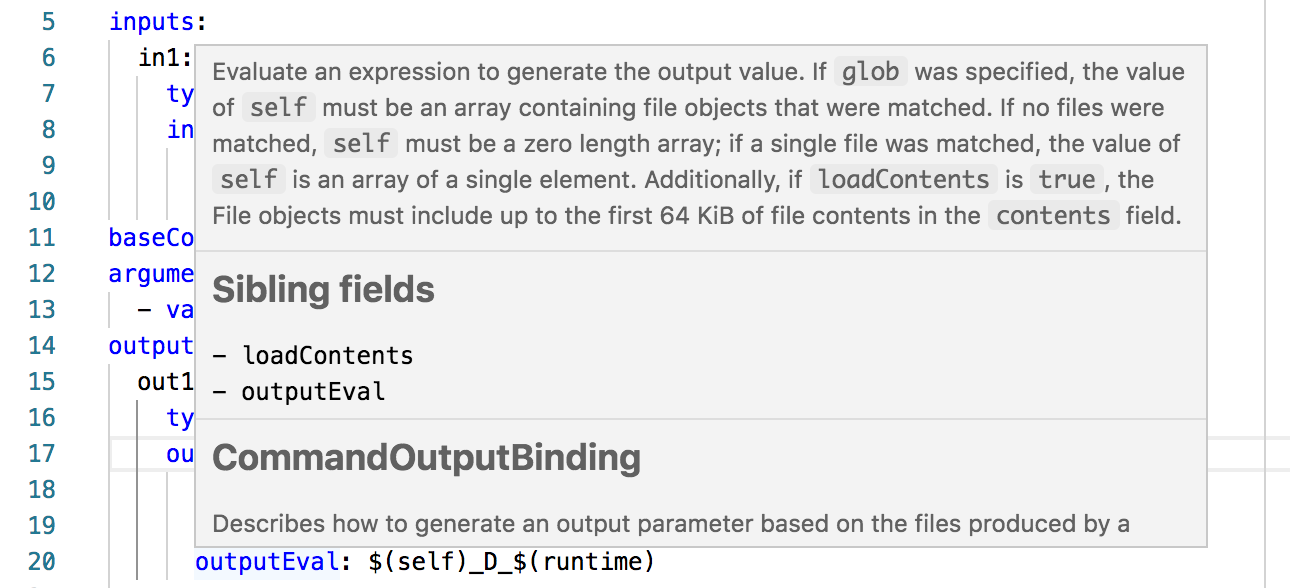 5 inputs:
6 in1:
Evaluate an expression to generate the output value. If glob was specified, the value
7 ty
of self must be an array containing file objects that were matched. If no files were
8 in
matched, self must be a zero length array; if a single file was matched, the value of
9
self is an array of a single element. Additionally, if loadContents is true, the
10
File objects must include up to the first 64 KiB of file contents in the contents field.
11 baseCo
12 argume
Sibling fields
13 - va
14 output
- loadContents
15 out1
- outputEval
16 ty
17 ou
CommandOutputBinding
18
19
Describes how to generate an output parameter based on the files produced by a
20 outputEval: $(self)_D_$(runtime)